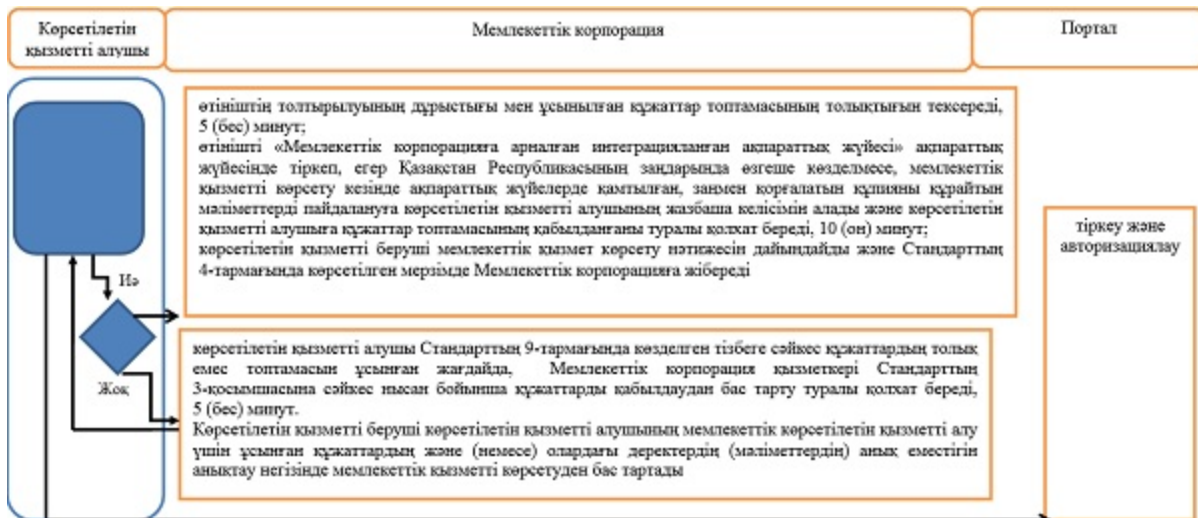 Көрсетілетін
қызметті алушы
Мемлекеттік корпорация
Портал
өтініштің толтырылуының дұрыстығы мен ұсынылған құжаттар топтамасының толықтығын тексереді,
5 (бес) минут;
өтінішті «Мемлекеттік корпорацияға арналған интеграцияланған ақпараттық жүйесі» ақпараттық
жүйесінде тіркеп, егер Қазақстан Республикасының заңдарында өзгеше көзделмесе, мемлекеттік
қызметті көрсету кезінде ақпараттық жүйелерде қамтылған, заңмен қорғалатын құпияны құрайтын
мәліметтерді пайдалануға көрсетілетін қызметті алушының жазбаша келісімін алады және көрсетілетін
қызметті алушыға құжаттар топтамасының қабылданғаны туралы қолхат береді, 10 (он) минут;
көрсетілетін қызметті беруші мемлекеттік қызмет көрсету нәтижесін дайындайды және Стандарттың
4-тармағында көрсетілген мерзімде Мемлекеттік корпорацияға жібереді
тіркеу және
авторизациялау
Иә
Жоқ
көрсетілетін қызметті алушы Стандарттың 9-тармағында көзделген тізбеге сәйкес құжаттардың толық
емес топтамасын ұсынған жағдайда, Мемлекеттік корпорация қызметкері Стандарттың
3-қосымшасына сәйкес нысан бойынша құжаттарды қабылдаудан бас тарту туралы қолхат береді,
5 (бес) минут.
Көрсетілетін қызметті беруші көрсетілетін қызметті алушының мемлекеттік көрсетілетін қызметті алу
үшін ұсынған құжаттардың және (немесе) олардағы деректердің (мәліметтердің) анық еместігін
анықтау негізінде мемлекеттік қызметті көрсетуден бас тартады